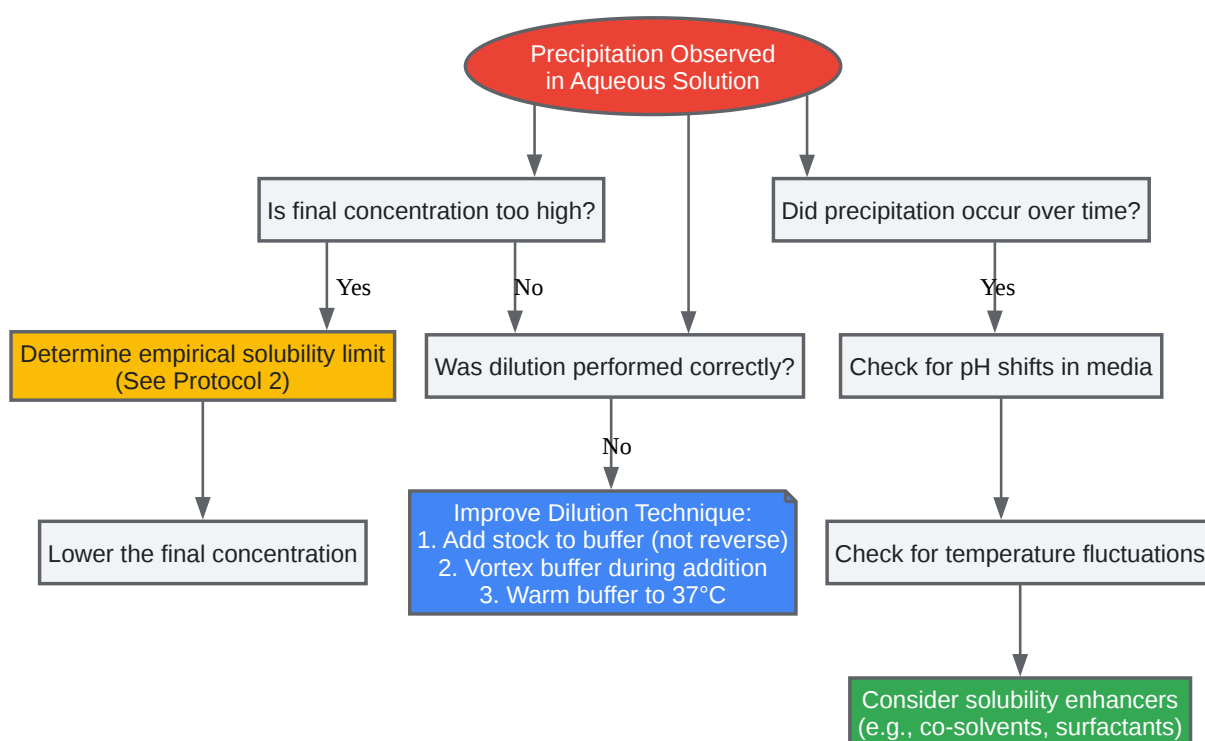 Precipitation Observed
in Aqueous Solution
Is final concentration too high?
Did precipitation occur over time?
Yes
No
Yes
Determine empirical solubility limit
(See Protocol 2)
Was dilution performed correctly?
Check for pH shifts in media
No
Improve Dilution Technique:
1. Add stock to buffer (not reverse)
2. Vortex buffer during addition
3. Warm buffer to 37°C
Lower the final concentration
Check for temperature fluctuations
Consider solubility enhancers
(e.g., co-solvents, surfactants)